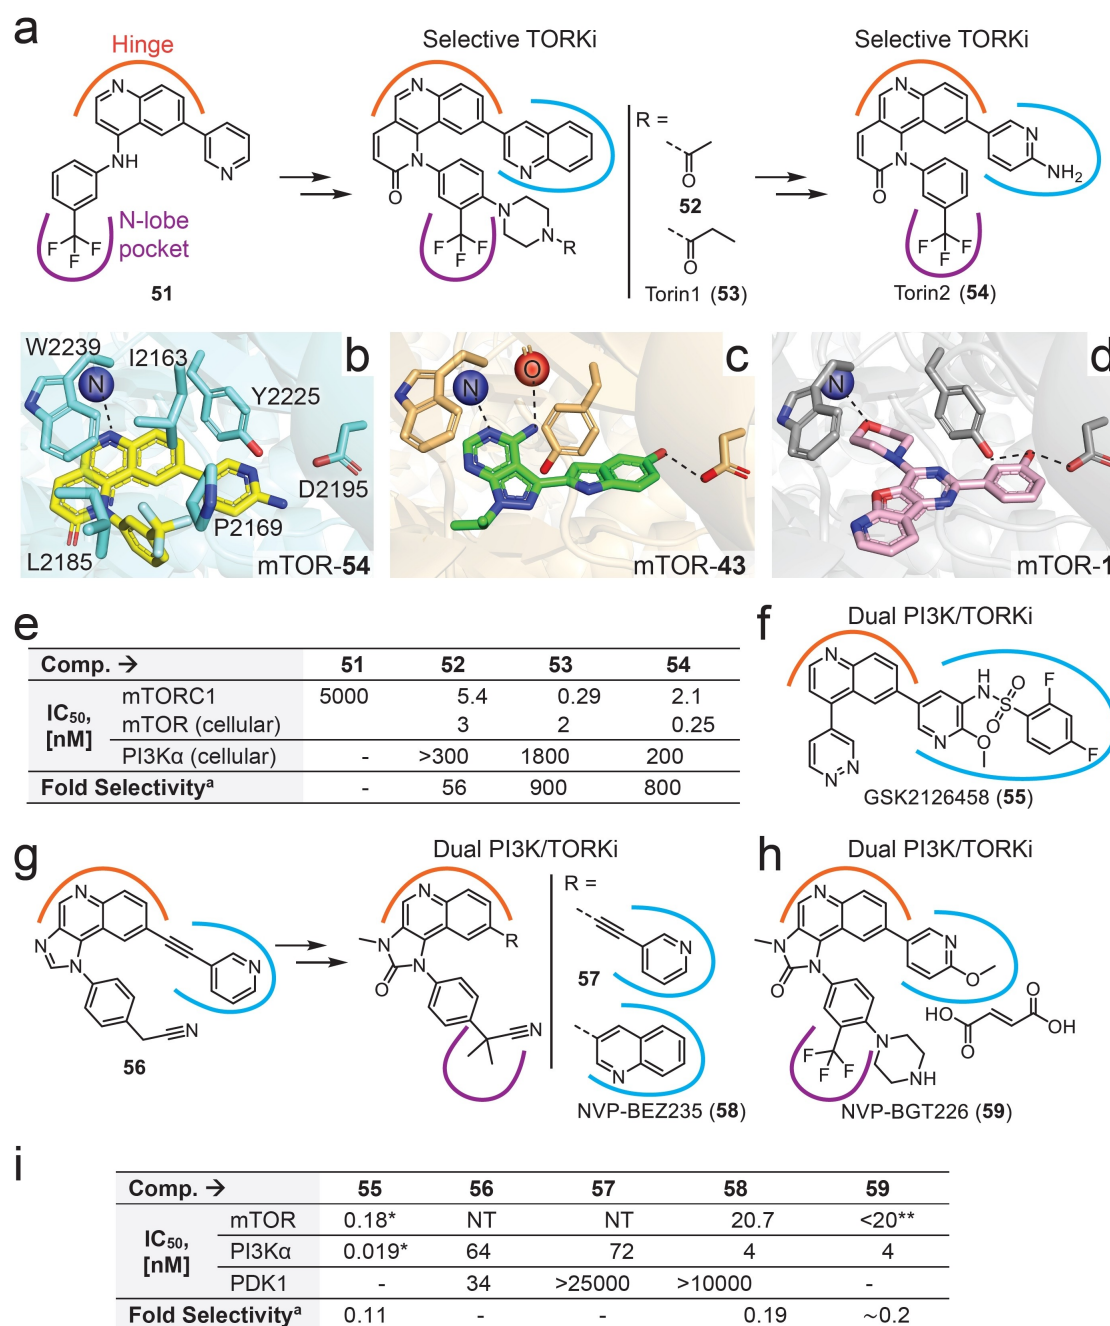 a
Hinge
Selective TORKi
Selective TORKi
N
NH
N
F F
F
N-lobe
pocket
51
N
N
O
N
N
N
R
F F
F
R =
O
52
O
Torin1 (53)
N
N
O
N
NH2
F F
F
Torin2 (54)
W2239
N
I2163
b
Y2225
D2195
P2169
L2185
mTOR-54
N
O
c
mTOR-43
N
d
mTOR-1
e
Comp. → 51 52 53 54
IC50, [nM]
mTORC1 5000 5.4 0.29 2.1
mTOR (cellular) 3 2 0.25
PI3Kα (cellular) - >300 1800 200
Fold Selectivitya - 56 900 800
f
Dual PI3K/TORKi
N
H
N
S
O
O
F
F
N
O
N N
GSK2126458 (55)
g
Dual PI3K/TORKi
N
N
N
N
N
56
N
N
N
O
R
N
R =
N
57
N
NVP-BEZ235 (58)
h
Dual PI3K/TORKi
N
N
N
O
N
O
F
F
F
N
NH
HO
O
O
OH
NVP-BGT226 (59)
i
Comp. → 55 56 57 58 59
IC50, [nM]
mTOR 0.18* NT NT 20.7 <20**
PI3Kα 0.019* 64 72 4 4
PDK1 - 34 >25000 >10000 -
Fold Selectivitya 0.11 - - 0.19 ~0.2